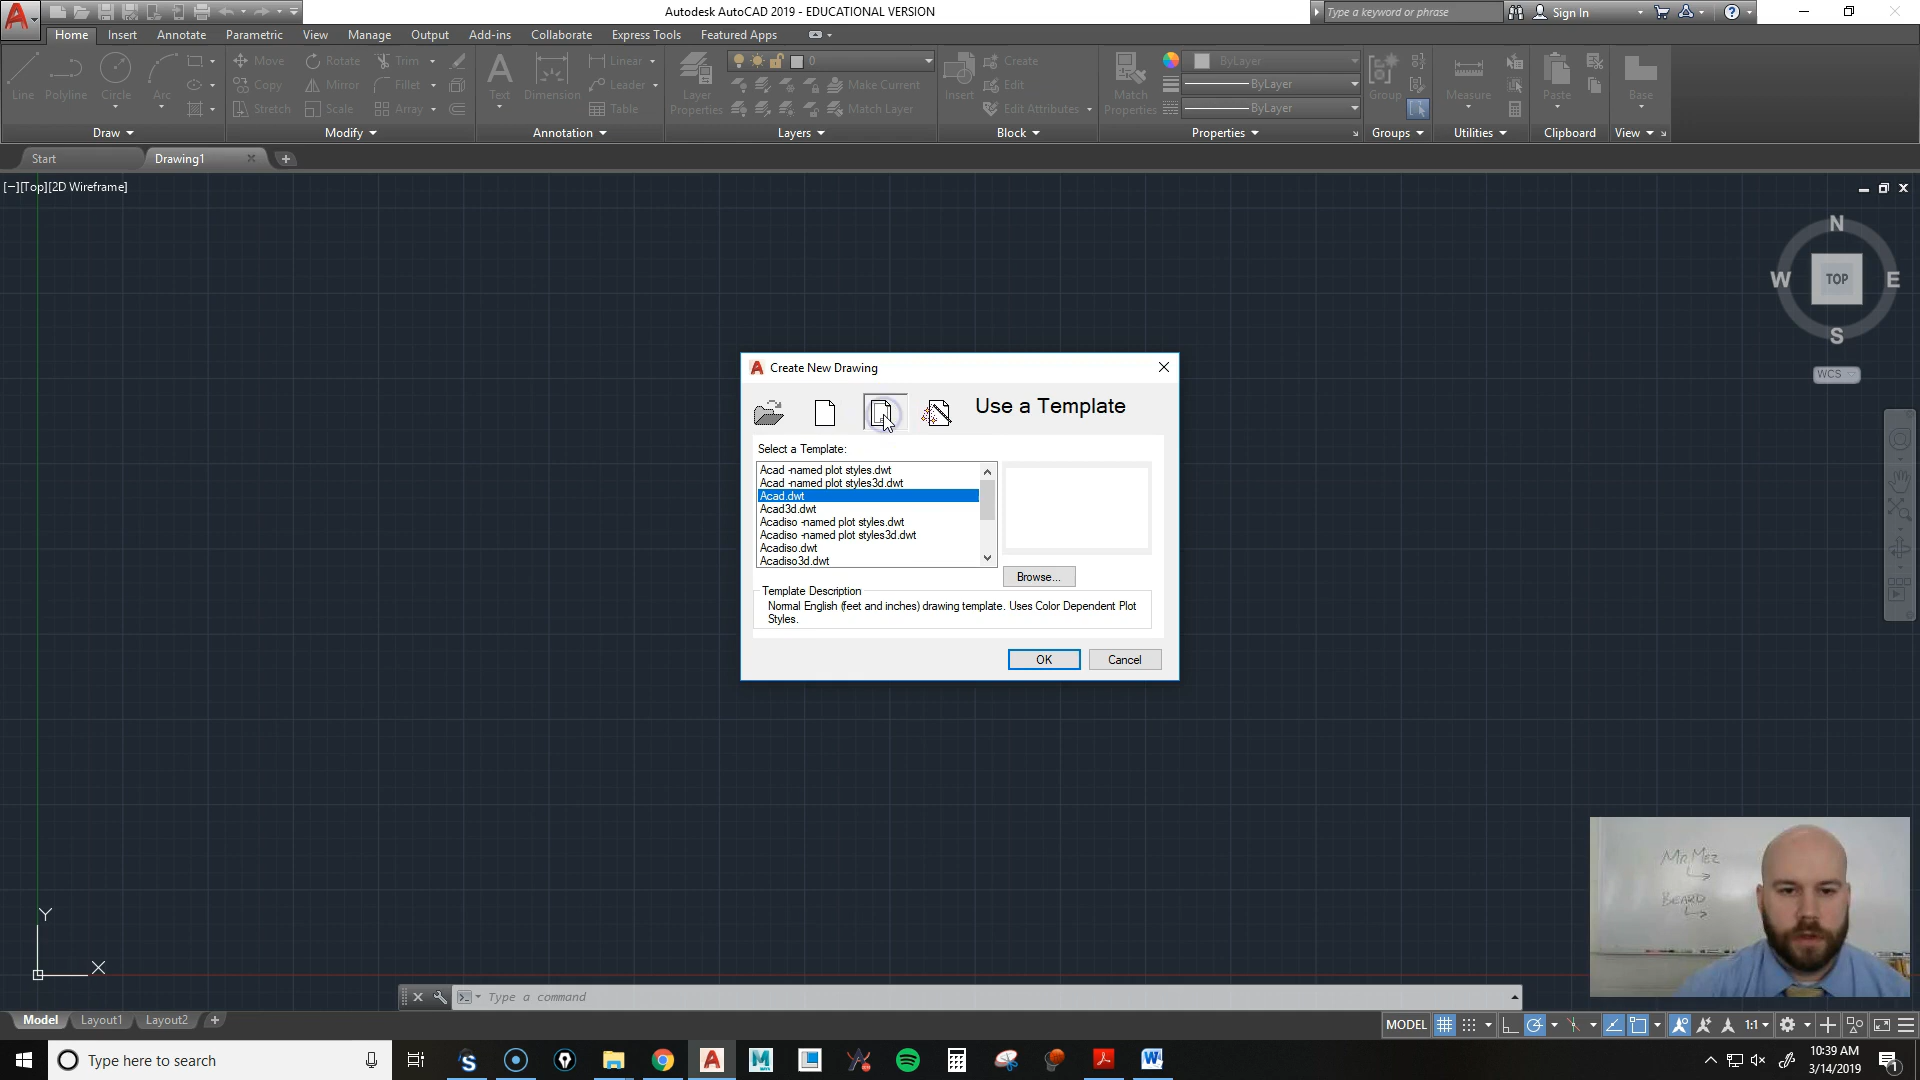 Autodesk AutoCAD 2019 - EDUCATIONAL VERSION
Type a keyword or phrase
Sign In
Home Insert Annotate Parametric View Manage Output Add-ins Collaborate Express Tools Featured Apps
Line Polyline Circle Arc
Move Rotate Trim
Copy Mirror Fillet
Stretch Scale Array
Text Dimension
Linear
Leader
Table
Layer Properties
0
Make Current
Match Layer
Insert
Create
Edit
Edit Attributes
Match Properties
ByLayer
ByLayer
ByLayer
Group
Measure
Paste
Base
Draw Modify Annotation Layers Block Properties Groups Utilities Clipboard View
Start Drawing1
[−][Top][2D Wireframe]
N
W TOP E
S
WCS
Create New Drawing
Use a Template
Select a Template:
Acad -named plot styles.dwt
Acad -named plot styles3d.dwt
Acad.dwt
Acad3d.dwt
Acadiso -named plot styles.dwt
Acadiso -named plot styles3d.dwt
Acadiso.dwt
Acadiso3d.dwt
Browse...
Template Description
Normal English (feet and inches) drawing template. Uses Color Dependent Plot
Styles.
OK Cancel
MR.MEZ
BEARD
Y
X
Type a command
Model Layout1 Layout2
MODEL
1:1
Type here to search
10:39 AM
3/14/2019
1